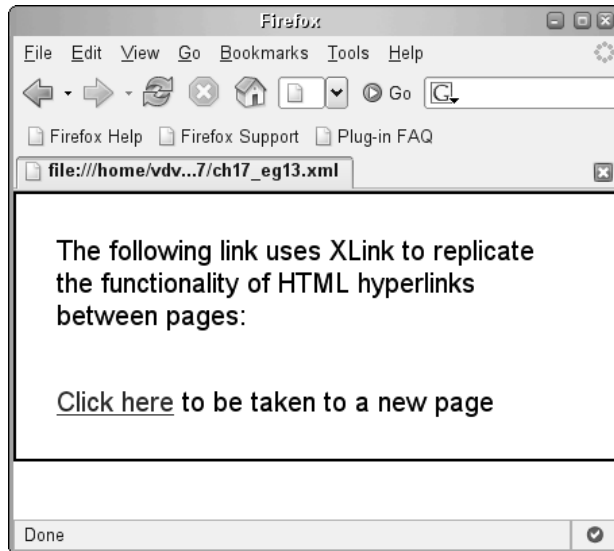 Firefox
File Edit View Go Bookmarks Tools Help
Go G
Firefox Help Firefox Support Plug-in FAQ
file:///home/vdv...7/ch17_eg13.xml
The following link uses XLink to replicate
the functionality of HTML hyperlinks
between pages:
Click here to be taken to a new page
Done